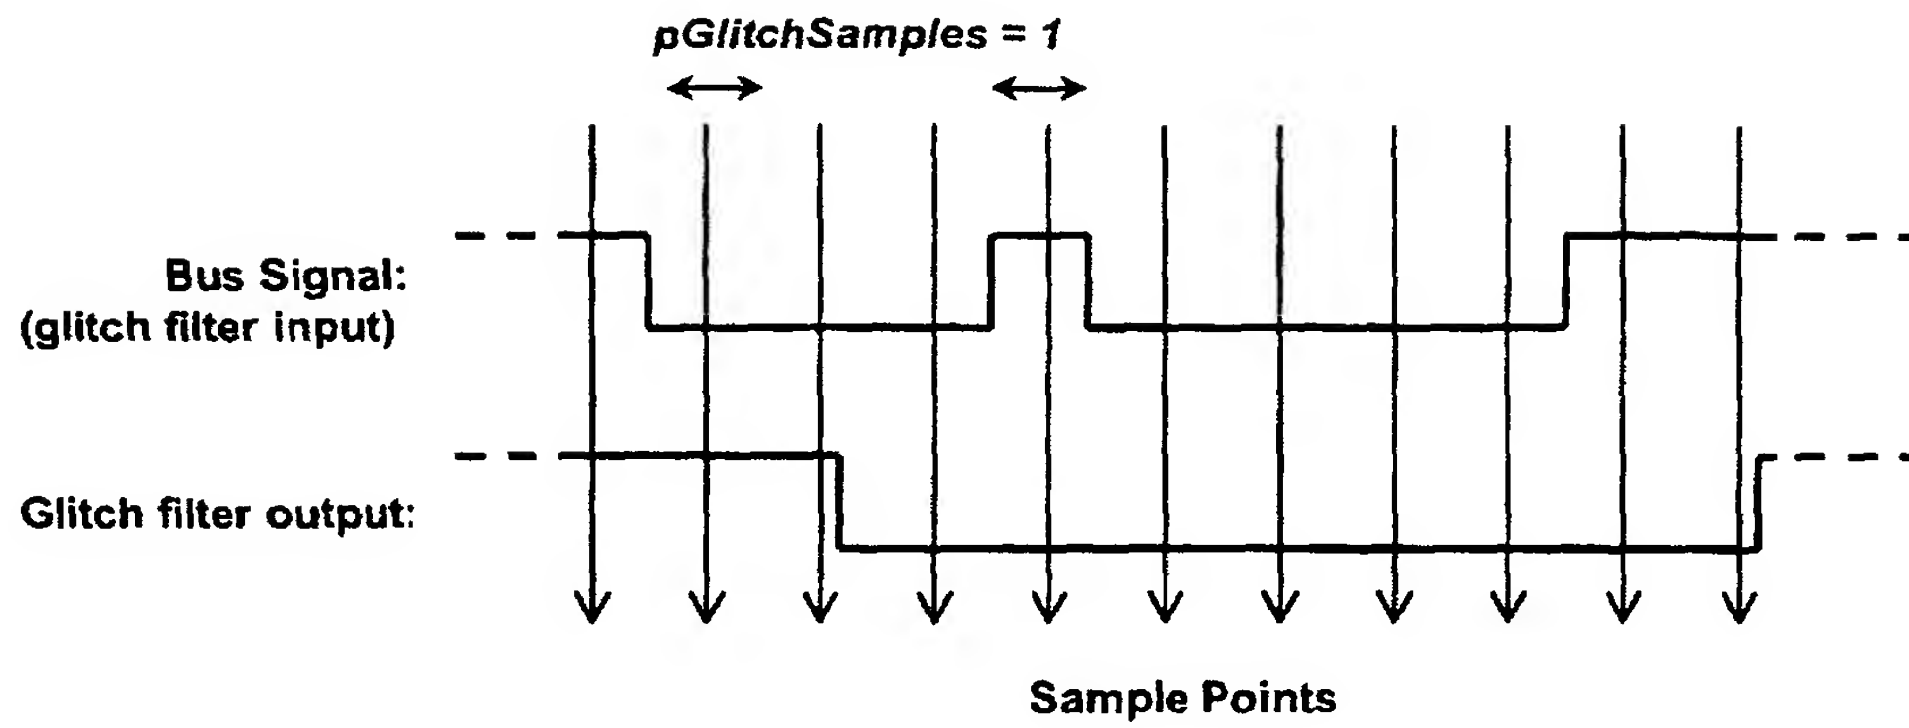 pGlitchSamples = 1
Bus Signal:
(glitch filter input)
Glitch filter output:
Sample Points